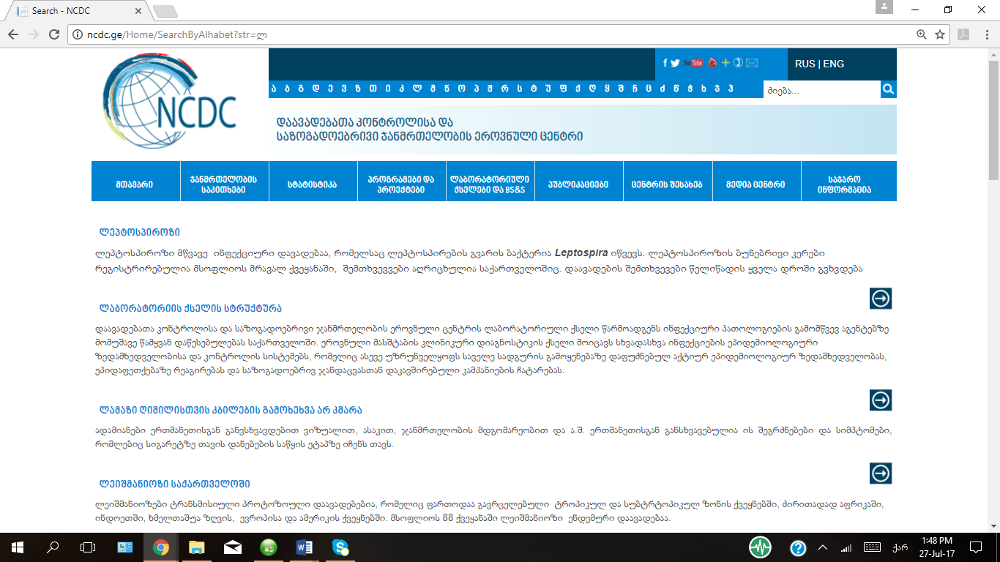 Search - NCDC
ncdc.ge/Home/SearchByAlhabet?str=ლ
f You Tube
RUS | ENG
ა ბ გ დ ე ვ ზ თ ი კ ლ მ ნ ო პ ჟ რ ს ტ უ ფ ქ ღ ყ შ ჩ ც ძ წ ჭ ხ ჯ ჰ
ძიება...
NCDC
დაავადებათა კონტროლისა და
საზოგადოებრივი ჯანმრთელობის ეროვნული ცენტრი
მთავარი
ჯანმრთელობის საკითხები
სტატისტიკა
პროგრამები და პროექტები
ლაბორატორიული ქსელები და BS&S
პუბლიკაციები
ცენტრის შესახებ
მედია ცენტრი
საჯარო ინფორმაცია
ლეპტოსპიროზი
ლეპტოსპიროზი მწვავე ინფექციური დავადებაა, რომელსაც ლეპტოსპირების გვარის ბაქტერია Leptospira იწვევს. ლეპტოსპიროზის ბუნებრივი კერები
რეგისტრირებულია მსოფლიოს მრავალ ქვეყანაში, შემთხვევვები აღრიცხულია საქართველოშიც. დაავადების შემთხვევები წელიწადის ყველა დროში გვხვდება
ლაბორატორიის ქსელის სტრუქტურა
დაავადებათა კონტროლისა და საზოგადოებრივი ჯანმრთელობის ეროვნული ცენტრის ლაბორატორიული ქსელი წარმოადგენს ინფექციური პათოლოგიების გამომწვევ აგენტებზე
მომუშავე წამყვან დაწესებულებას საქართველოში. ეროვნული მასშტაბის კლინიკური დიაგნოსტიკის ქსელი მოიცავს სხვადასხვა ინფექციების ეპიდემიოლოგიური
ზედამხედველობისა და კონტროლის სისტემებს, რომელიც ასევე უზრუნველყოფს საველე სადგურის გამოყენებაზე დაფუძნებულ აქტიურ ეპიდემიოლოგიურ ზედამხედველობას,
ეპიდაფეთქებაზე რეაგირებას და საზოგადოებრივ ჯანდაცვასთან დაკავშირებული კამპანიების ჩატარებას.
ლამაზი ღიმილისთვის კბილების გამოხეხვა არ კმარა
ადამიანები ერთმანეთისგან განვსხვავდებით ვიზუალით, ასაკით, ჯანმრთელობის მდგომარეობით და ა.შ. ერთმანეთისგან განსხვავებულია ის შეგრძნებები და სიმპტომები,
რომლებიც სიგარეტზე თავის დანებების საწყის ეტაპზე იჩენს თავს.
ლეიშმანიოზი საქართველოში
ლეიშმანიოზები ტრანსმისიული პროტოზოული დაავადებებია, რომელიც ფართოდაა გავრცელებული ტროპიკულ და სუბტრტოპიკულ ზონის ქვეყნებში, ძირითადად აფრიკაში,
ინდოეთში, ხმელთაშუა ზღვის, ევროპისა და ამერიკის ქვეყნებში. მსოფლიოს 88 ქვეყანაში ლეიშმანიოზი ენდემური დაავადებაა.
ქარ
1:48 PM
27-Jul-17